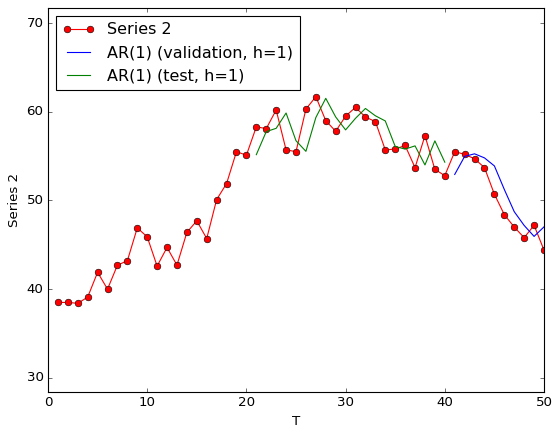 Series 2
AR(1) (validation, h=1)
AR(1) (test, h=1)
70
60
50
40
30
Series 2
0 10 20 30 40 50
T